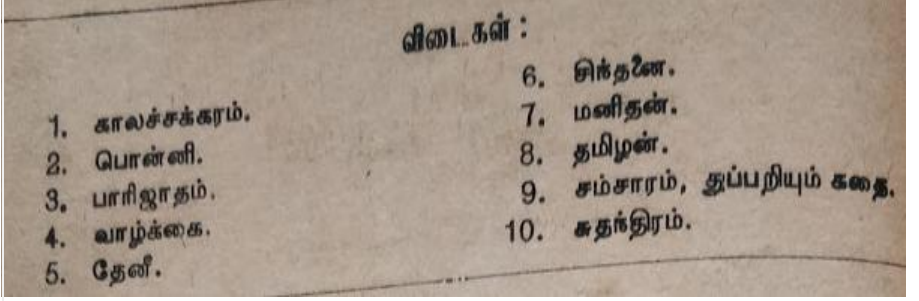 விடைகள் :
1. காலச்சக்கரம்.
2. பொன்னி.
3. பாரிஜாதம்.
4. வாழ்க்கை.
5. தேனீ.
6. சிந்தனை.
7. மனிதன்.
8. தமிழன்.
9. சம்சாரம், துப்பறியும் கதை.
10. சுதந்திரம்.